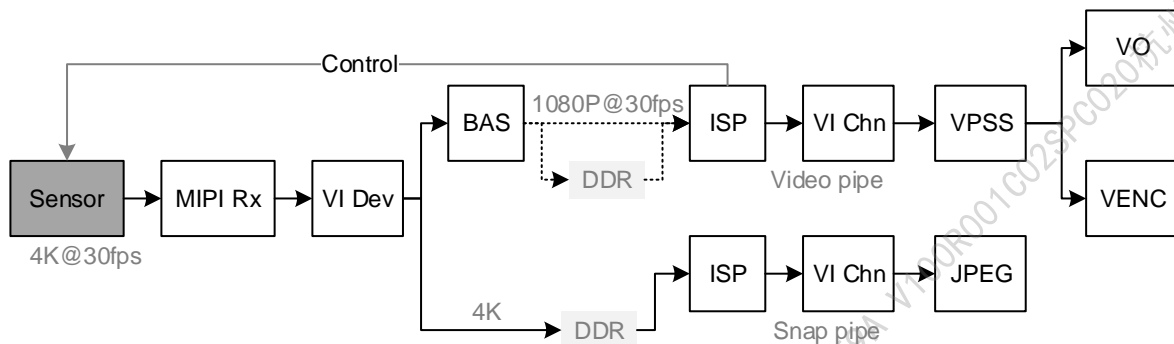 VO
Control
1080P@30fps
BAS
ISP
VI Chn
VPSS
DDR
Video pipe
Sensor
MIPI Rx
VI Dev
VENC
4K@30fps
ISP
VI Chn
JPEG
4K
DDR
Snap pipe